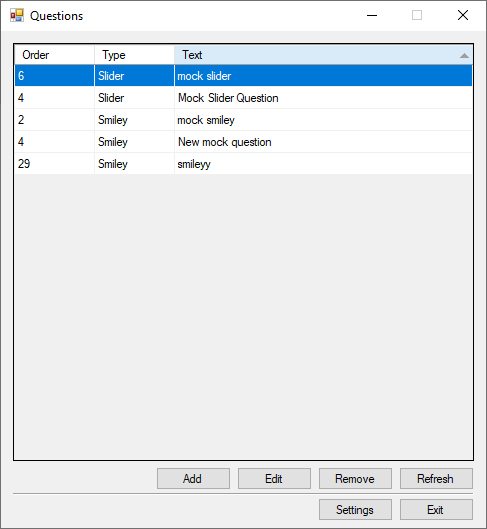 Questions
Order Type Text
6 Slider mock slider
4 Slider Mock Slider Question
2 Smiley mock smiley
4 Smiley New mock question
29 Smiley smileyy
Add Edit Remove Refresh
Settings Exit